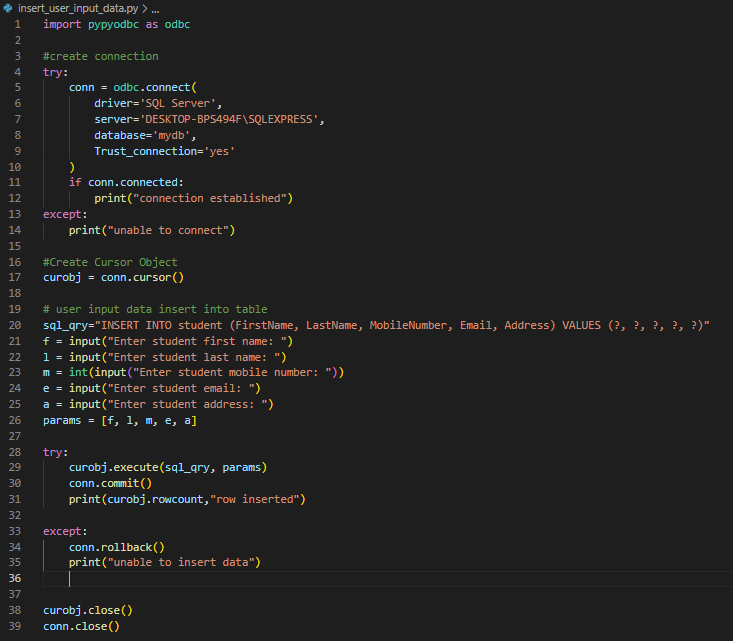 insert_user_input_data.py > ...
1 import pypyodbc as odbc
2
3 #create connection
4 try:
5     conn = odbc.connect(
6         driver='SQL Server',
7         server='DESKTOP-BPS494F\SQLEXPRESS',
8         database='mydb',
9         Trust_connection='yes'
10     )
11     if conn.connected:
12         print("connection established")
13 except:
14     print("unable to connect")
15
16 #Create Cursor Object
17 curobj = conn.cursor()
18
19 # user input data insert into table
20 sql_qry="INSERT INTO student (FirstName, LastName, MobileNumber, Email, Address) VALUES (?, ?, ?, ?, ?)"
21 f = input("Enter student first name: ")
22 l = input("Enter student last name: ")
23 m = int(input("Enter student mobile number: "))
24 e = input("Enter student email: ")
25 a = input("Enter student address: ")
26 params = [f, l, m, e, a]
27
28 try:
29     curobj.execute(sql_qry, params)
30     conn.commit()
31     print(curobj.rowcount,"row inserted")
32
33 except:
34     conn.rollback()
35     print("unable to insert data")
36
37
38 curobj.close()
39 conn.close()